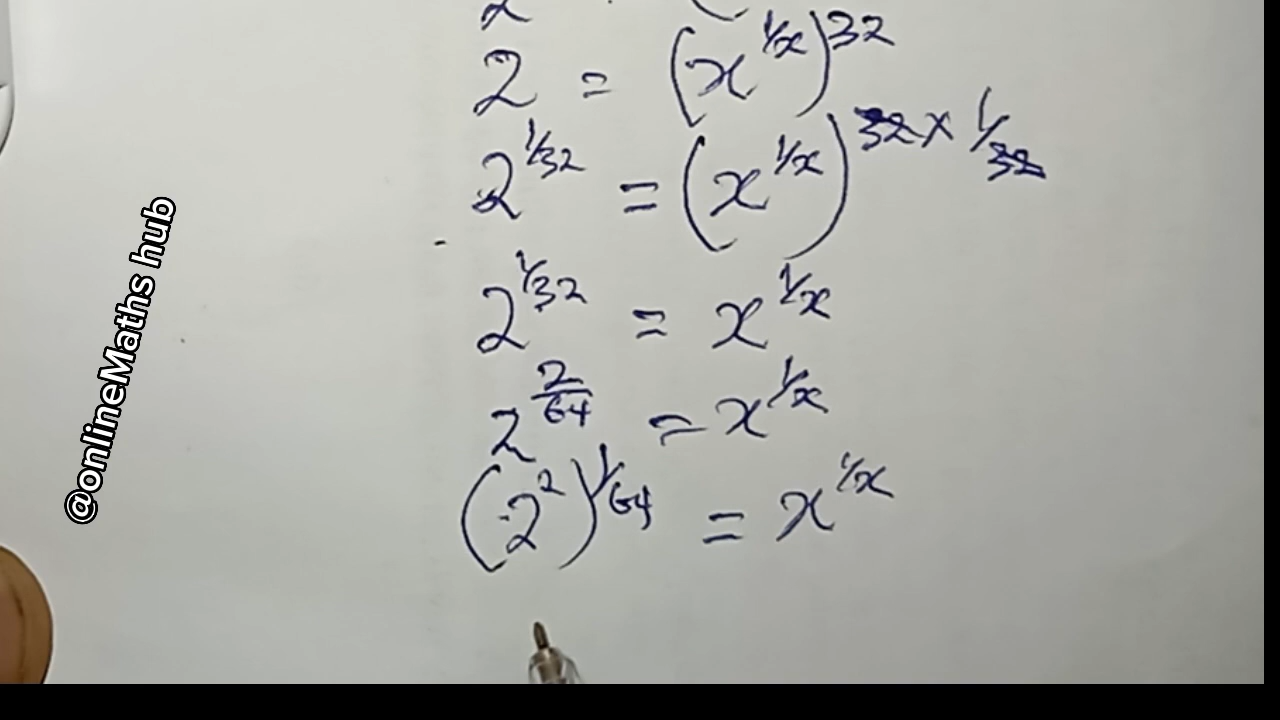 2 = (x^{1/x})^{32}
2^{1/32} = (x^{1/x})^{32 × 1/32}
2^{1/32} = x^{1/x}
2^{2/64} = x^{1/x}
(2^2)^{1/64} = x^{1/x}
@onlineMaths hub